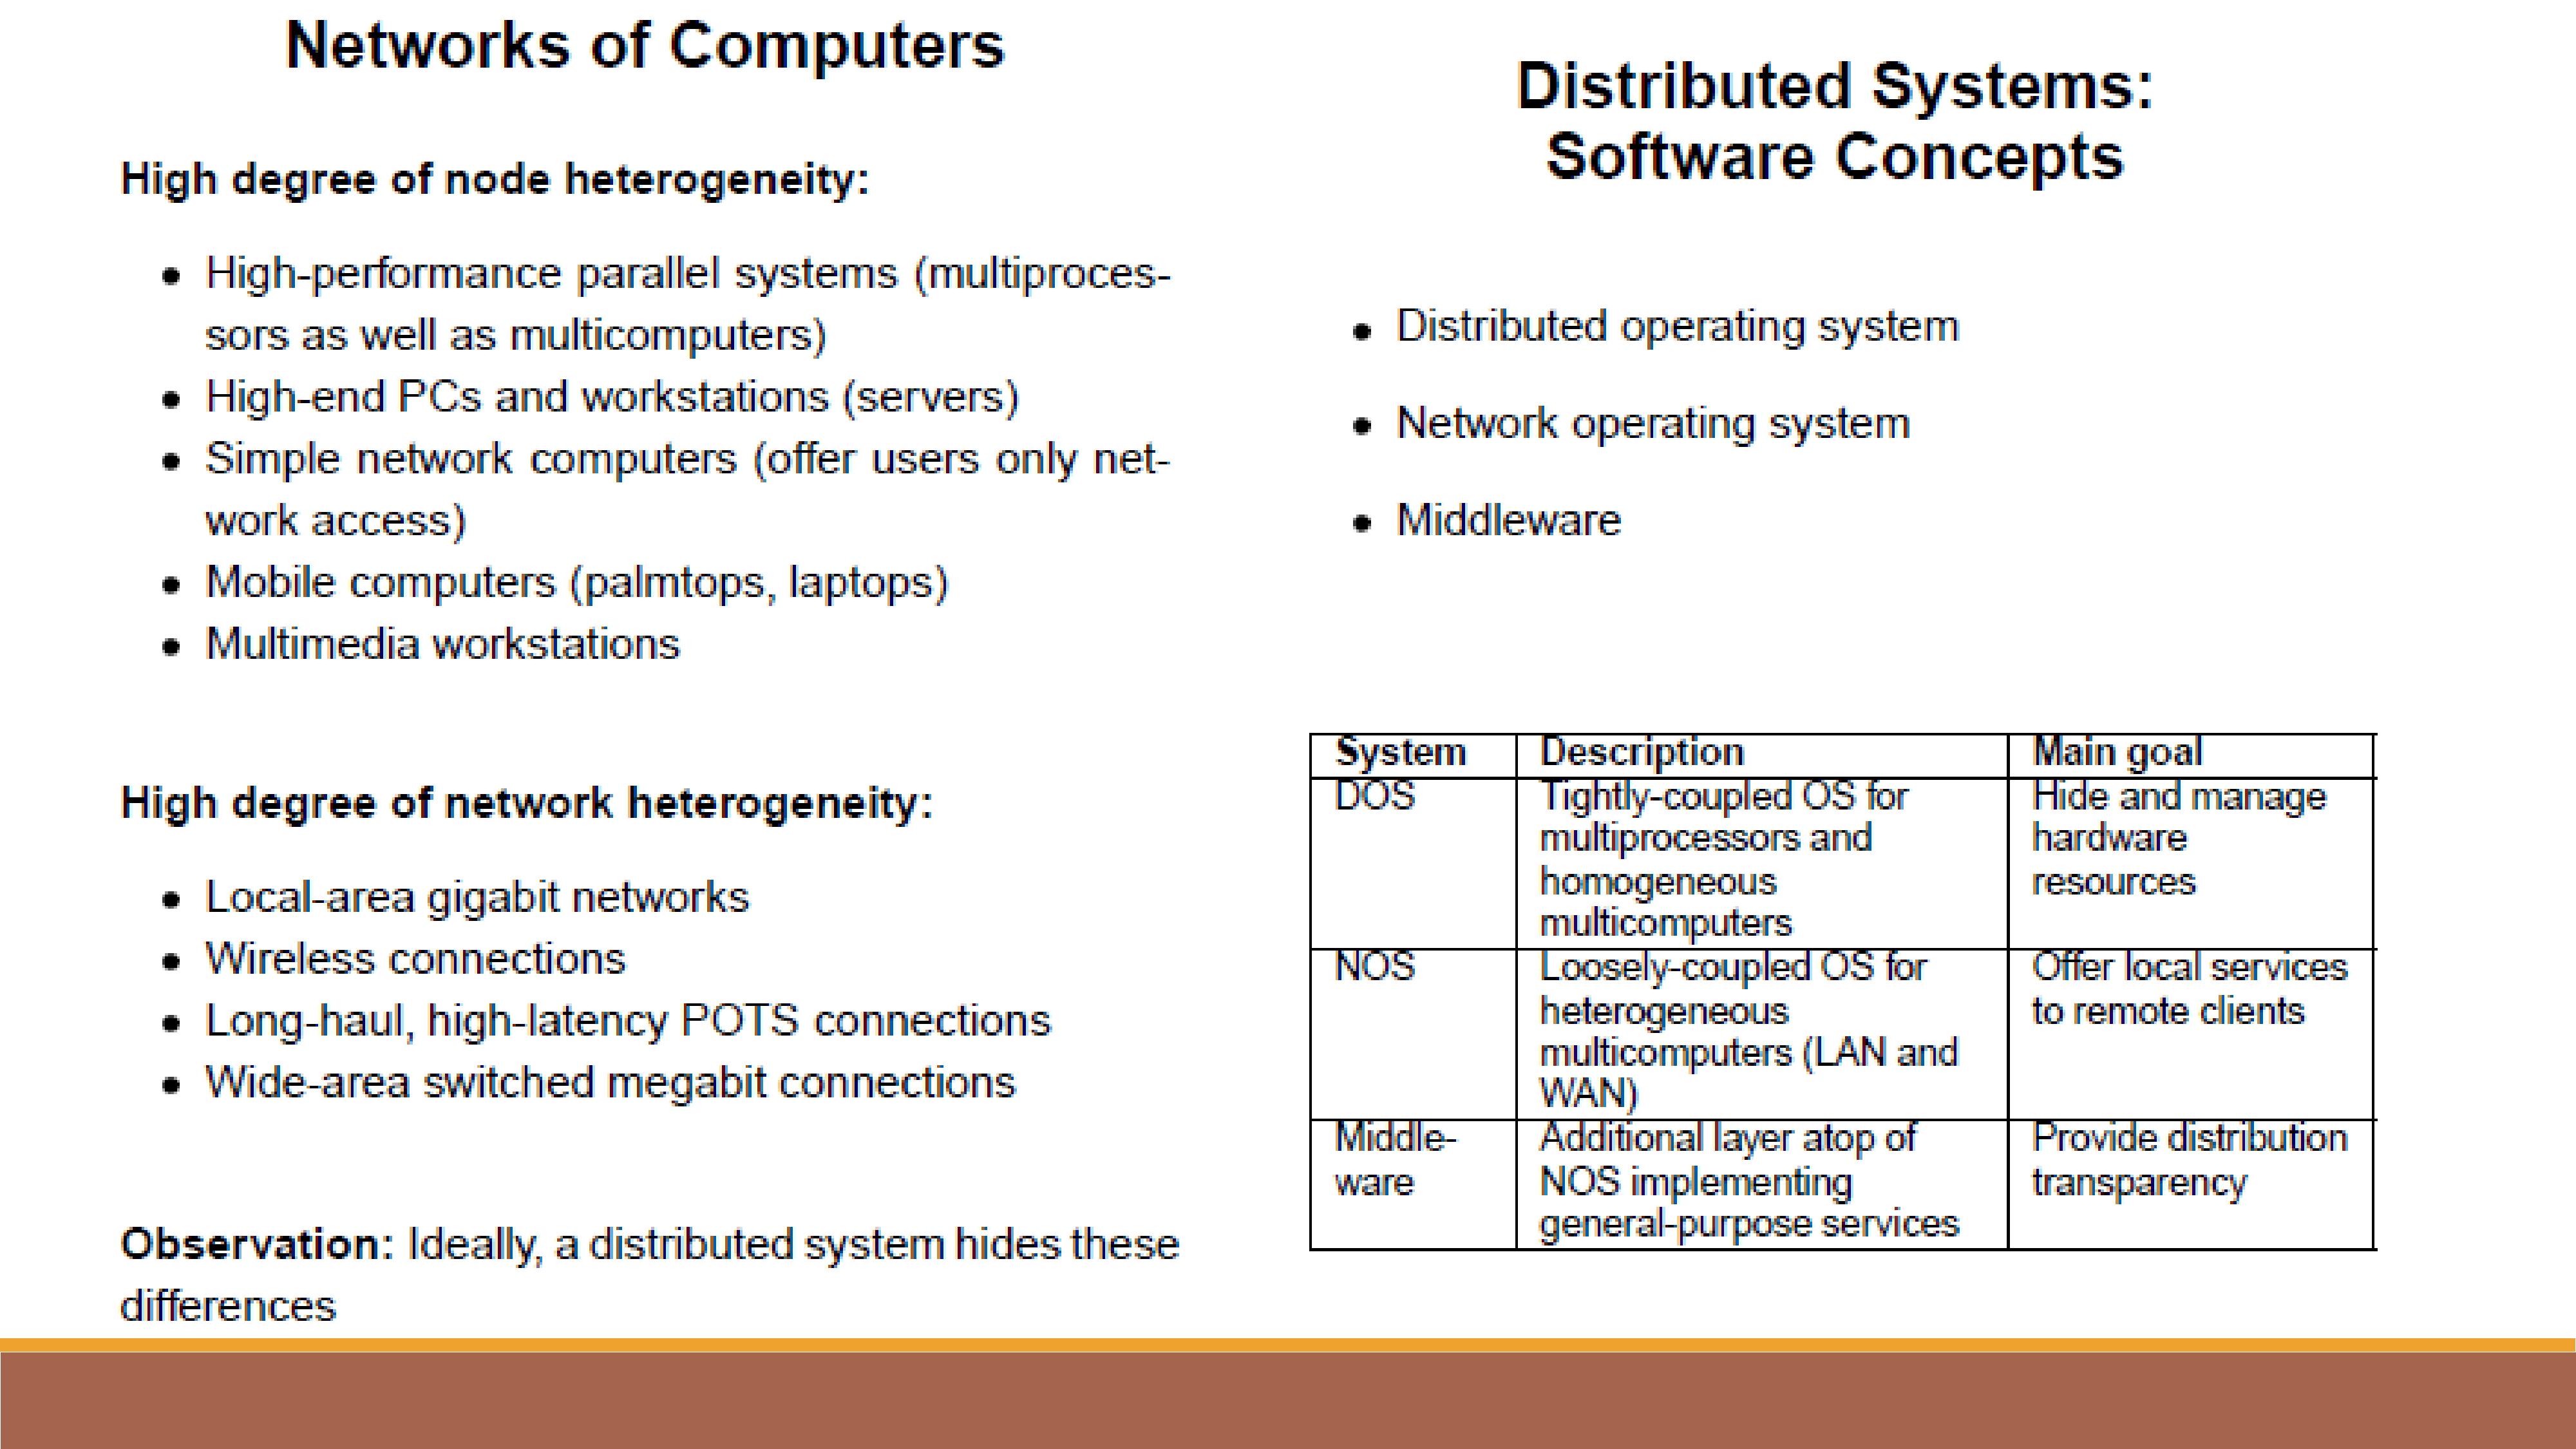 Networks of Computers
High degree of node heterogeneity:
• High-performance parallel systems (multiproces-
sors as well as multicomputers)
• High-end PCs and workstations (servers)
• Simple network computers (offer users only net-
work access)
• Mobile computers (palmtops, laptops)
• Multimedia workstations
High degree of network heterogeneity:
• Local-area gigabit networks
• Wireless connections
• Long-haul, high-latency POTS connections
• Wide-area switched megabit connections
Observation: Ideally, a distributed system hides these
differences
Distributed Systems:
Software Concepts
• Distributed operating system
• Network operating system
• Middleware
System Description Main goal
DOS Tightly-coupled OS for Hide and manage
multiprocessors and hardware
homogeneous resources
multicomputers
NOS Loosely-coupled OS for Offer local services
heterogeneous to remote clients
multicomputers (LAN and
WAN)
Middle- Additional layer atop of Provide distribution
ware NOS implementing transparency
general-purpose services